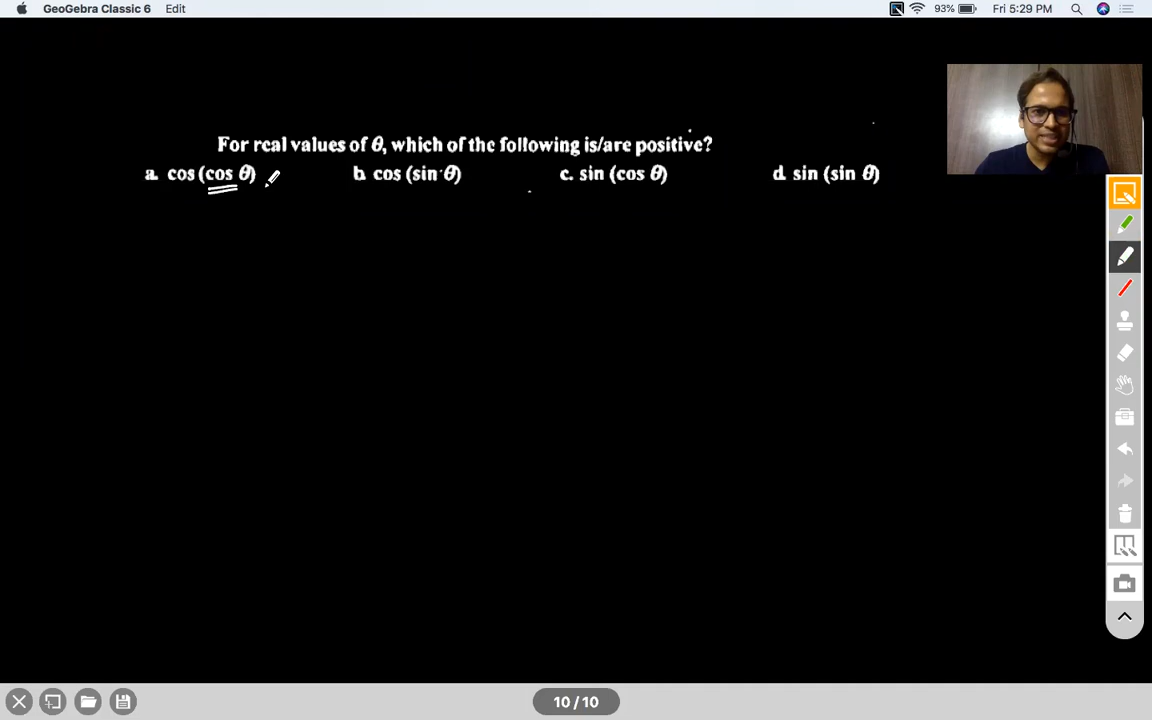 GeoGebra Classic 6 Edit 93% Fri 5:29 PM
For real values of θ, which of the following is/are positive?
a. cos (cos θ) b. cos (sin θ) c. sin (cos θ) d. sin (sin θ)
10 / 10